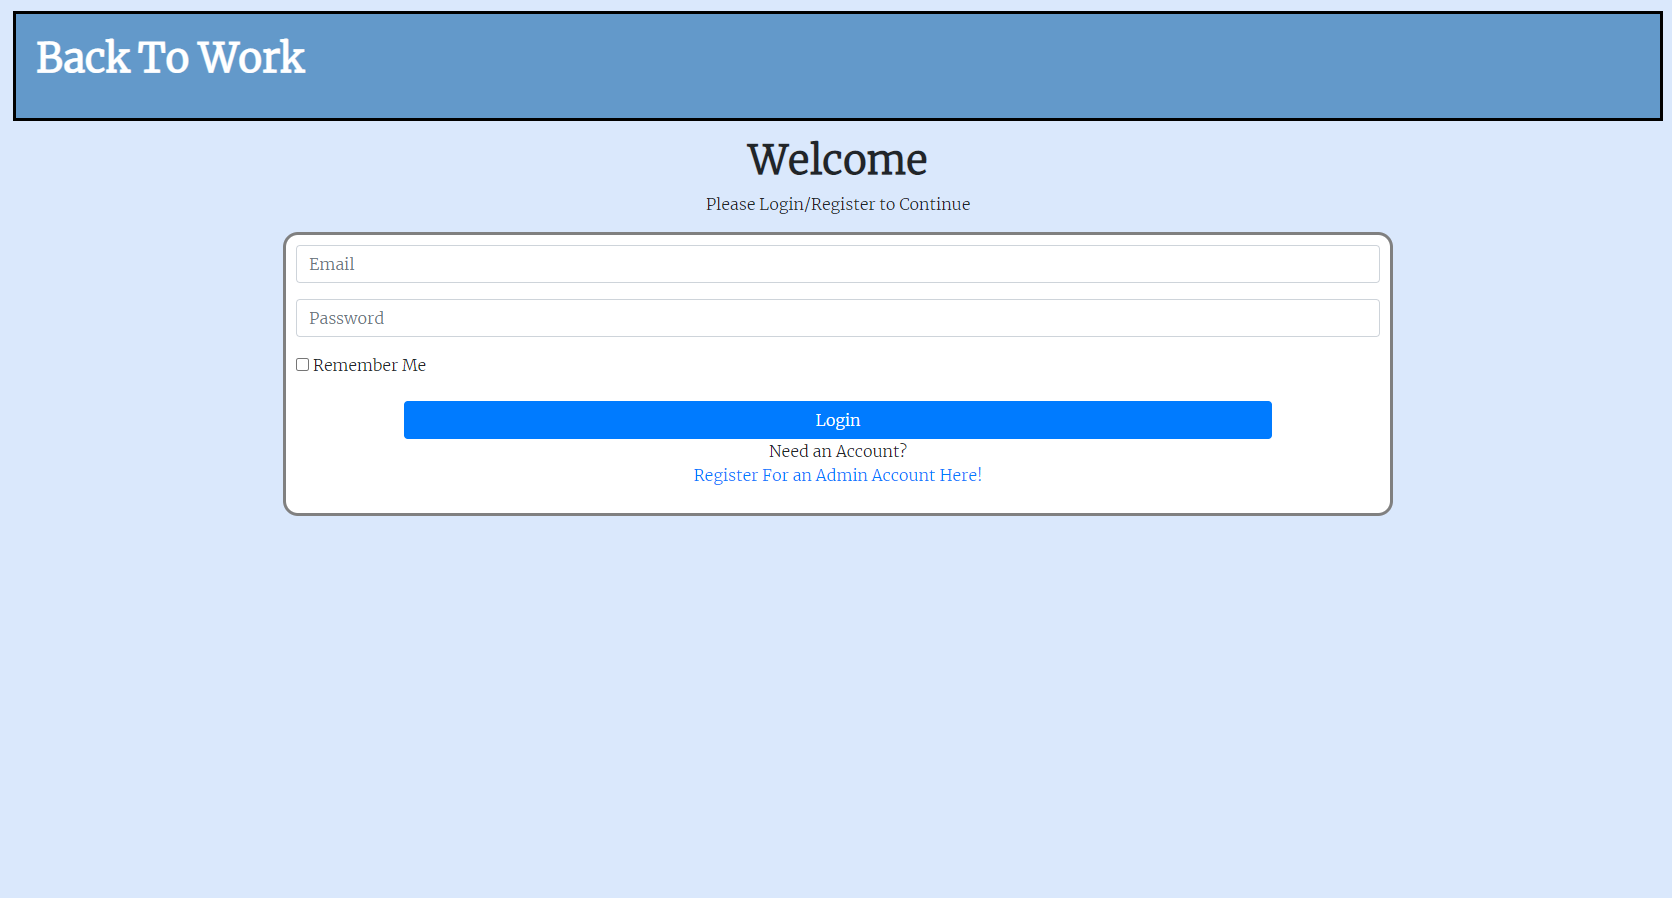 Back To Work
Welcome
Please Login/Register to Continue
Email
Password
Remember Me
Login
Need an Account?
Register For an Admin Account Here!